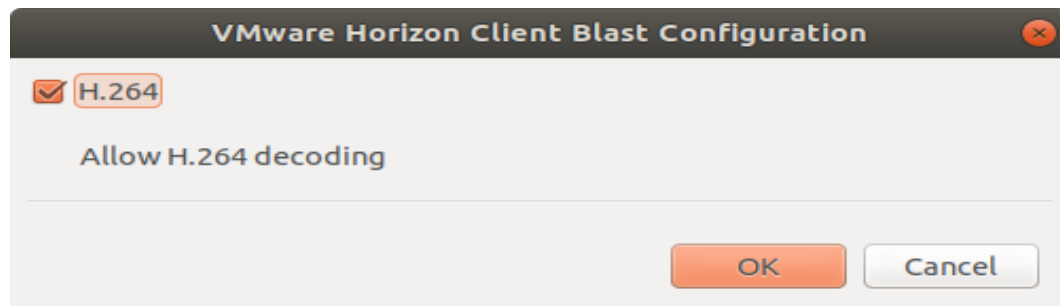 VMware Horizon Client Blast Configuration
H.264
Allow H.264 decoding
OK Cancel